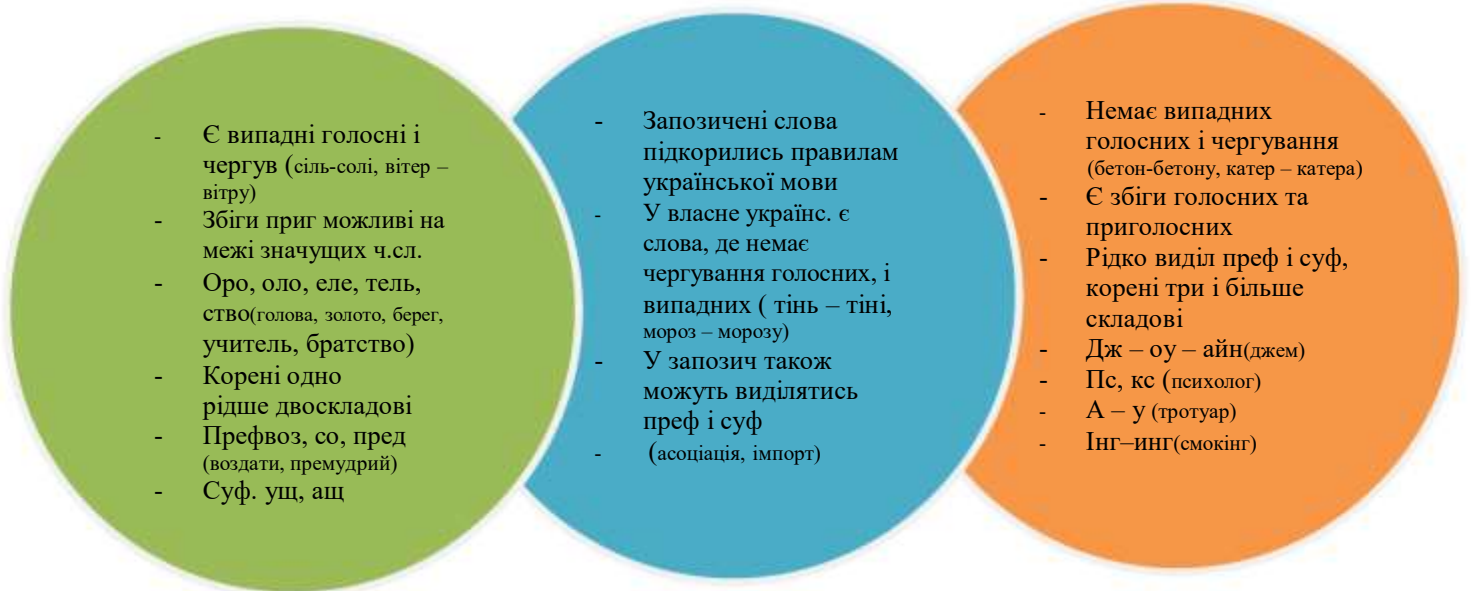 - Є випадні голосні і
чергув (сіль-солі, вітер –
вітру)
- Збіги приг можливі на
межі значущих ч.сл.
- Оро, оло, еле, тель,
ство(голова, золото, берег,
учитель, братство)
- Корені одно
рідше двоскладові
- Префвоз, со, пред
(воздати, премудрий)
- Суф. ущ, ащ
- Запозичені слова
підкорились правилам
української мови
- У власне українс. є
слова, де немає
чергування голосних, і
випадних ( тінь – тіні,
мороз – морозу)
- У запозич також
можуть виділятись
преф і суф
- (асоціація, імпорт)
- Немає випадних
голосних і чергування
(бетон-бетону, катер – катера)
- Є збіги голосних та
приголосних
- Рідко виділ преф і суф,
корені три і більше
складові
- Дж – оу – айн(джем)
- Пс, кс (психолог)
- А – у (тротуар)
- Інг–инг(смокінг)